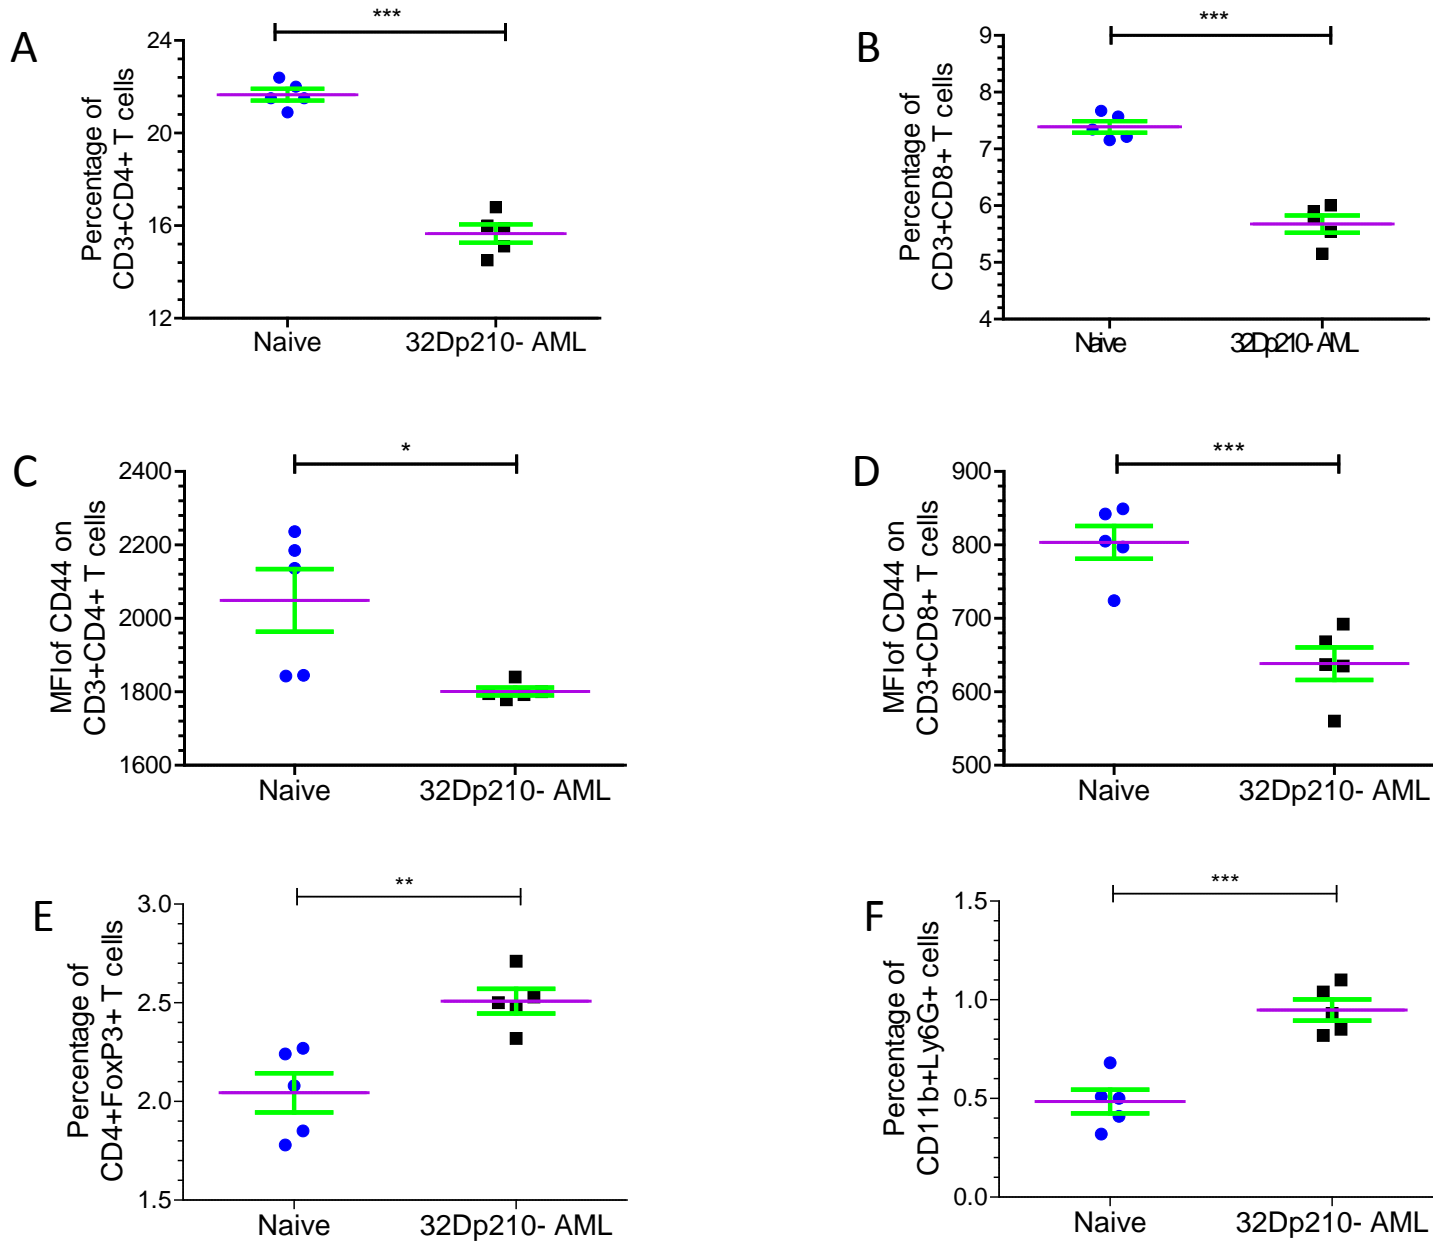 A
***
24
20
16
12
Percentage of
CD3+CD4+ T cells
Naive
32Dp210- AML
B
***
9
8
7
6
5
4
Percentage of
CD3+CD8+ T cells
Naive
32Dp210-AML
C
*
2400
2200
2000
1800
1600
MFIof CD44 on
CD3+CD4+ T cells
Naive
32Dp210- AML
D
***
900
800
700
600
500
MFIof CD44 on
CD3+CD8+ T cells
Naive
32Dp210- AML
E
**
3.0
2.5
2.0
1.5
Percentage of
CD4+FoxP3+ T cells
Naive
32Dp210- AML
F
***
1.5
1.0
0.5
0.0
Percentage of
CD11b+Ly6G+ cells
Naive
32Dp210- AML